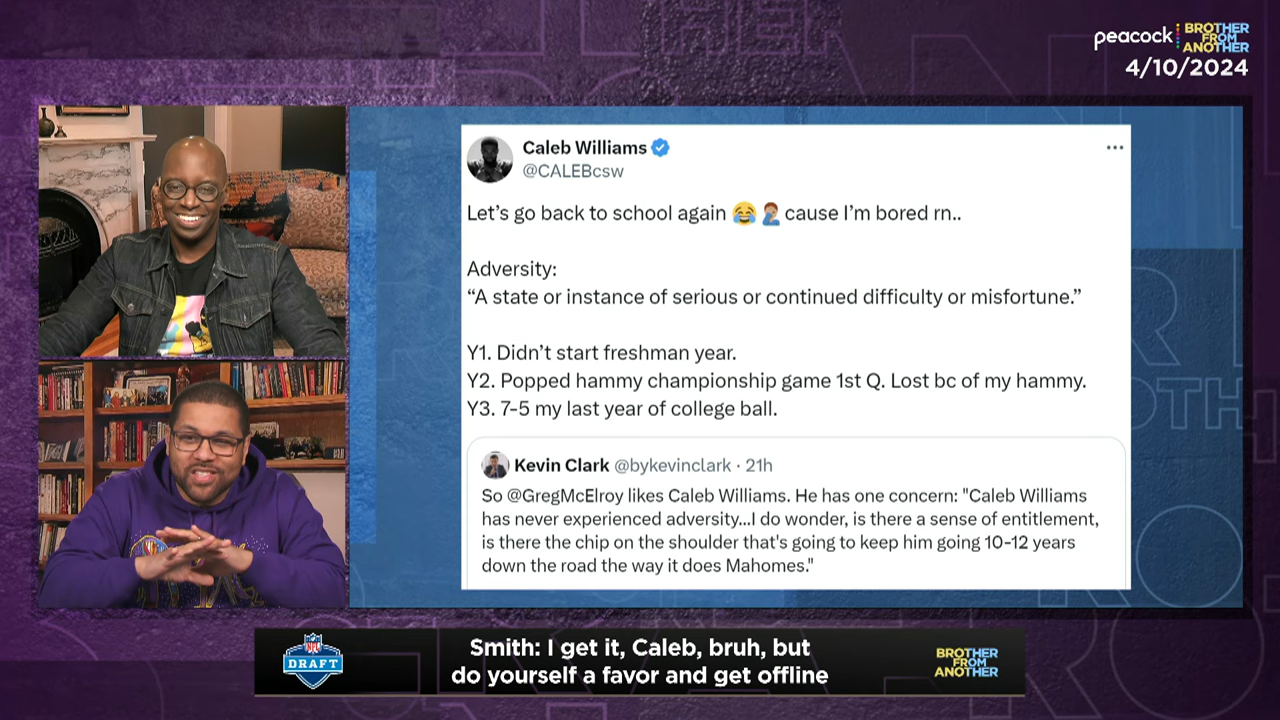 peacock BROTHER FROM ANOTHER
4/10/2024
Caleb Williams
@CALEBcsw
Let’s go back to school again 😂🤦🏽‍♂️ cause I’m bored rn..
Adversity:
“A state or instance of serious or continued difficulty or misfortune.”
Y1. Didn’t start freshman year.
Y2. Popped hammy championship game 1st Q. Lost bc of my hammy.
Y3. 7-5 my last year of college ball.
Kevin Clark @bykevinclark · 21h
So @GregMcElroy likes Caleb Williams. He has one concern: "Caleb Williams
has never experienced adversity...I do wonder, is there a sense of entitlement,
is there the chip on the shoulder that's going to keep him going 10-12 years
down the road the way it does Mahomes."
NFL
DRAFT
Smith: I get it, Caleb, bruh, but
do yourself a favor and get offline
BROTHER
FROM
ANOTHER